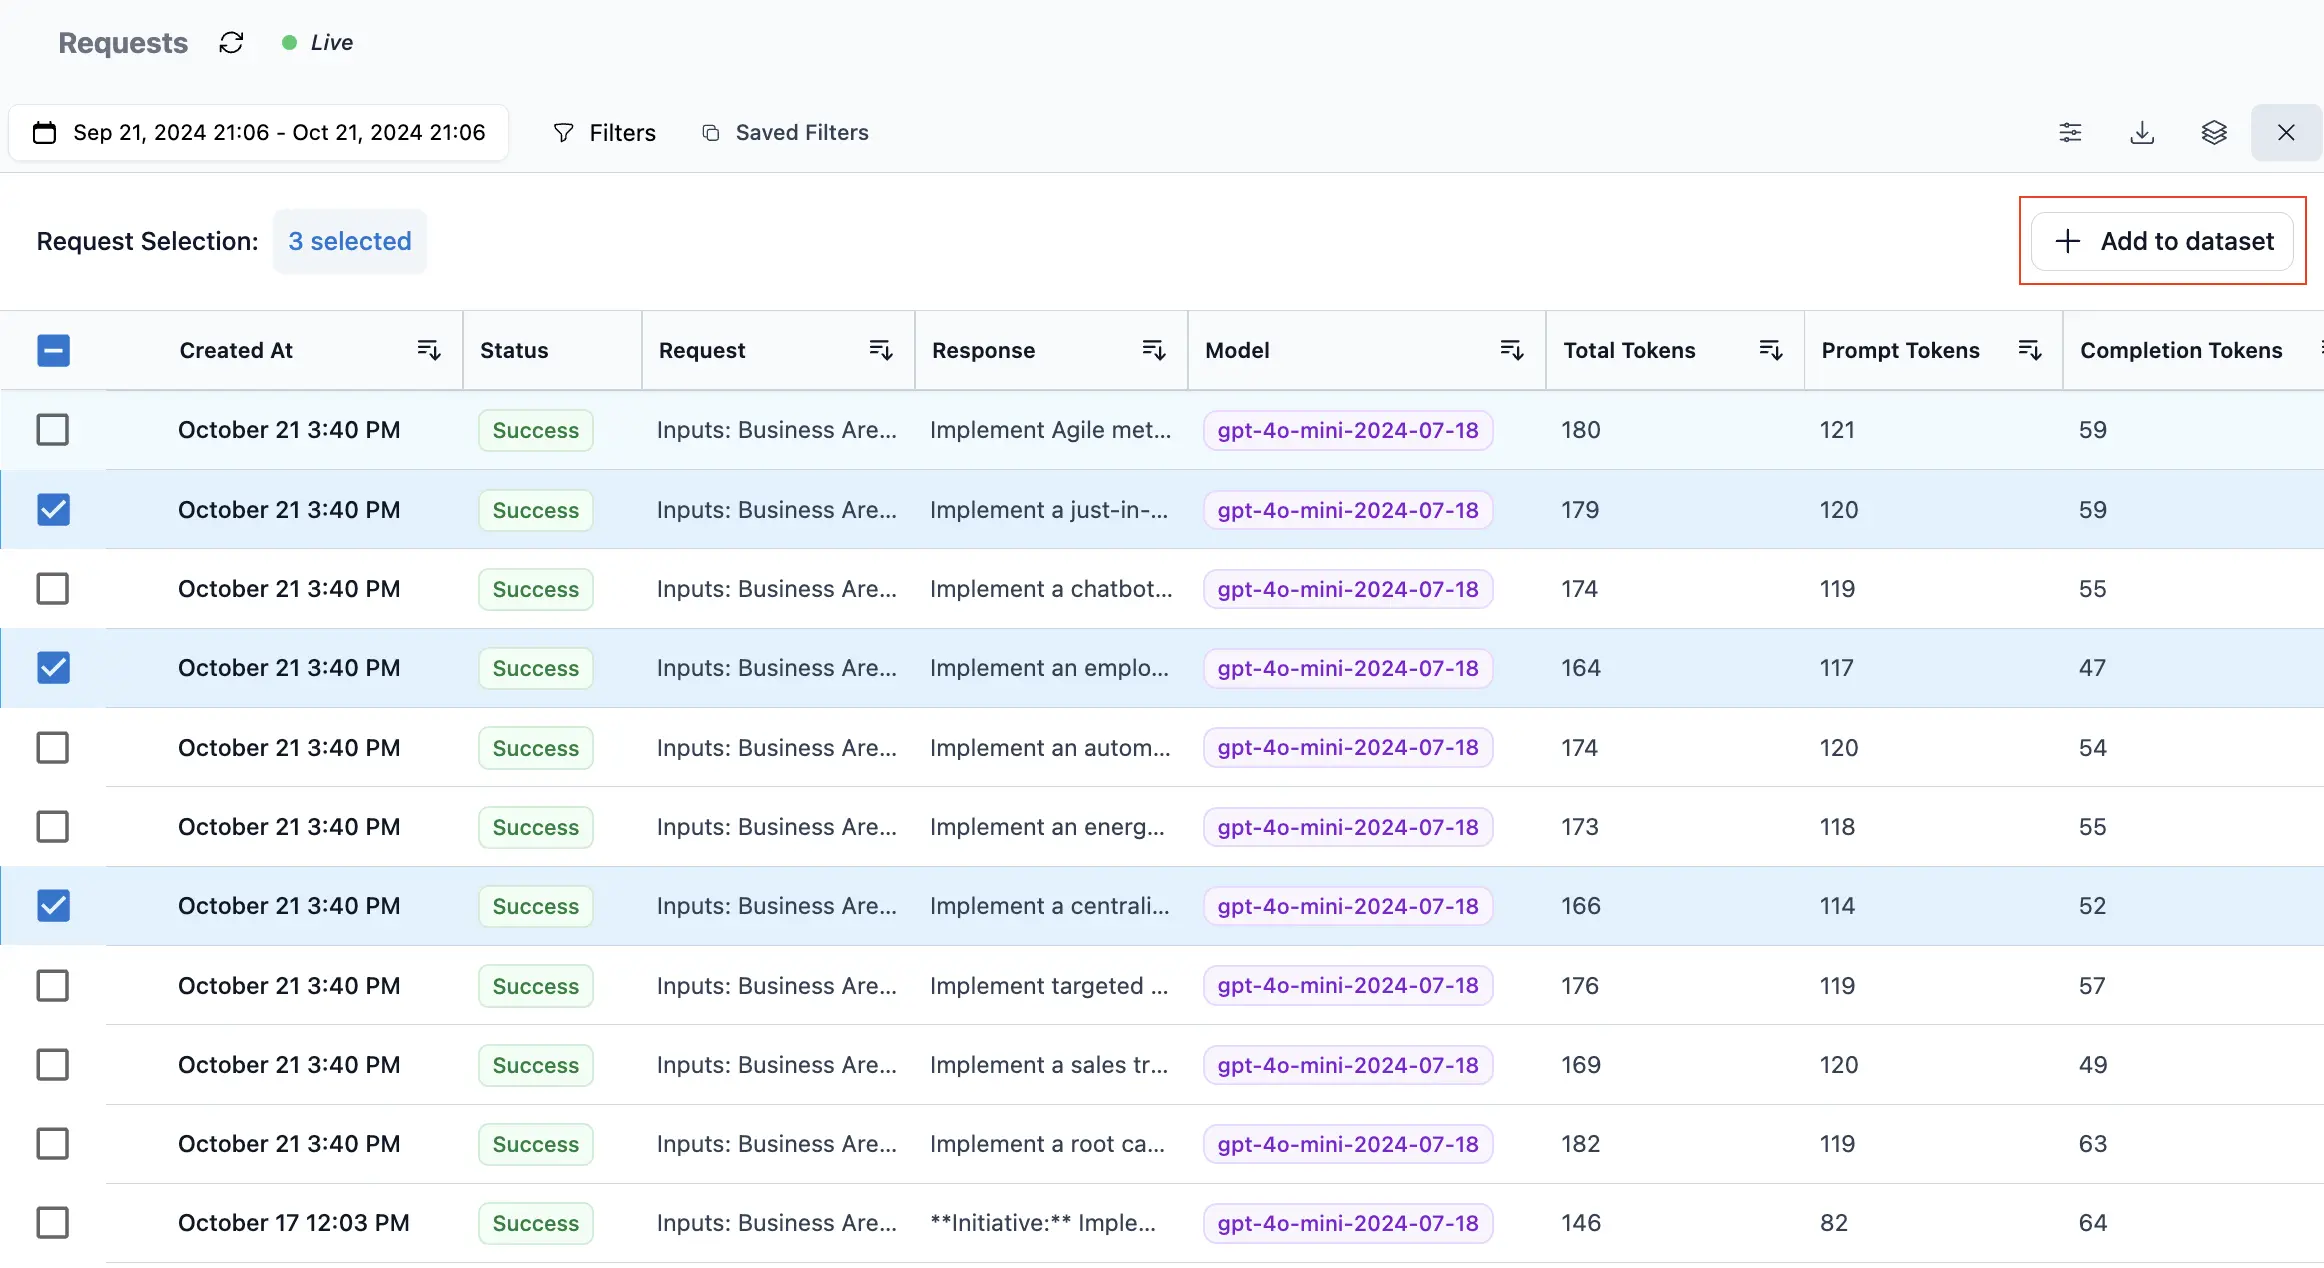 Requests Live
Sep 21, 2024 21:06 - Oct 21, 2024 21:06 Filters Saved Filters
Request Selection: 3 selected Add to dataset
Created At Status Request Response Model Total Tokens Prompt Tokens Completion Tokens
October 21 3:40 PM Success Inputs: Business Are... Implement Agile met... gpt-4o-mini-2024-07-18 180 121 59
October 21 3:40 PM Success Inputs: Business Are... Implement a just-in-... gpt-4o-mini-2024-07-18 179 120 59
October 21 3:40 PM Success Inputs: Business Are... Implement a chatbot... gpt-4o-mini-2024-07-18 174 119 55
October 21 3:40 PM Success Inputs: Business Are... Implement an emplo... gpt-4o-mini-2024-07-18 164 117 47
October 21 3:40 PM Success Inputs: Business Are... Implement an autom... gpt-4o-mini-2024-07-18 174 120 54
October 21 3:40 PM Success Inputs: Business Are... Implement an energ... gpt-4o-mini-2024-07-18 173 118 55
October 21 3:40 PM Success Inputs: Business Are... Implement a centrali... gpt-4o-mini-2024-07-18 166 114 52
October 21 3:40 PM Success Inputs: Business Are... Implement targeted ... gpt-4o-mini-2024-07-18 176 119 57
October 21 3:40 PM Success Inputs: Business Are... Implement a sales tr... gpt-4o-mini-2024-07-18 169 120 49
October 21 3:40 PM Success Inputs: Business Are... Implement a root ca... gpt-4o-mini-2024-07-18 182 119 63
October 17 12:03 PM Success Inputs: Business Are... **Initiative:** Imple... gpt-4o-mini-2024-07-18 146 82 64